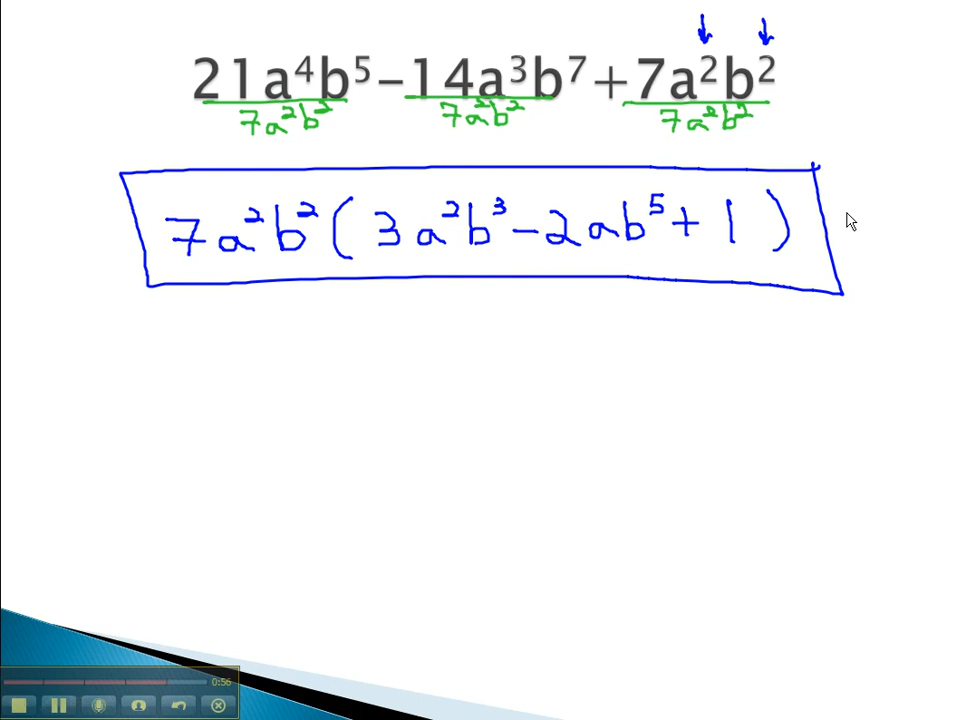 21a⁴b⁵–14a³b⁷+7a²b²
7a²b² 7a²b² 7a²b²
7a²b² ( 3a²b³ – 2ab⁵ + 1 )
0:56